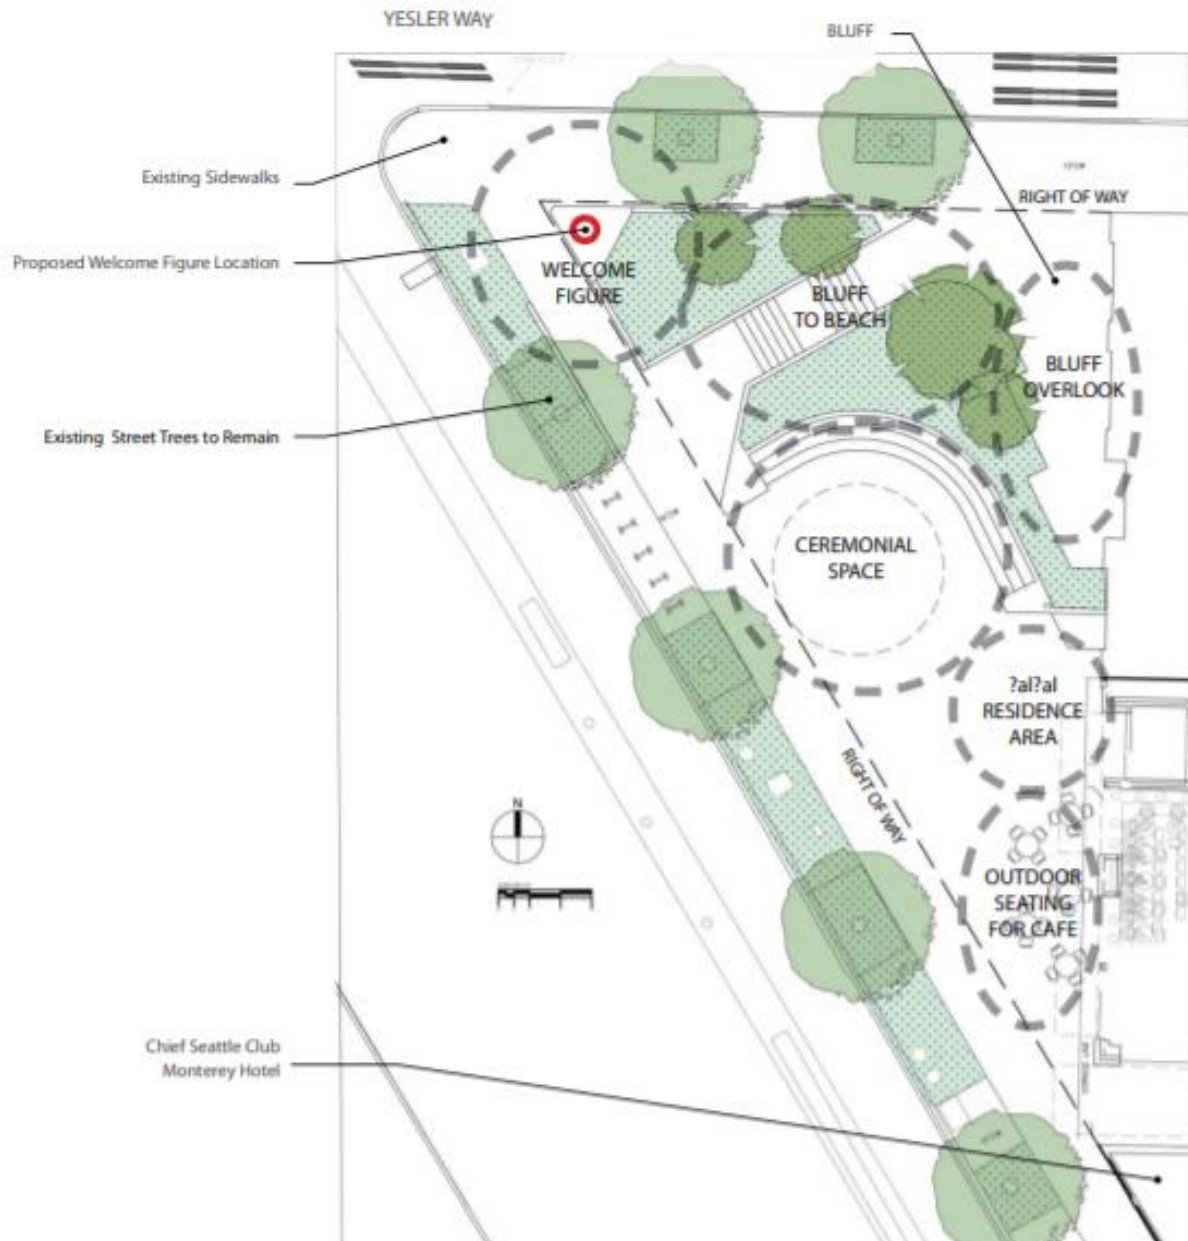 YESLER WAY
BLUFF
Existing Sidewalks
RIGHT OF WAY
Proposed Welcome Figure Location
WELCOME
FIGURE
BLUFF
TO BEACH
BLUFF
OVERLOOK
Existing Street Trees to Remain
CEREMONIAL
SPACE
?al?al
RESIDENCE
AREA
RIGHT OF WAY
N
OUTDOOR
SEATING
FOR CAFE
Chief Seattle Club
Monterey Hotel